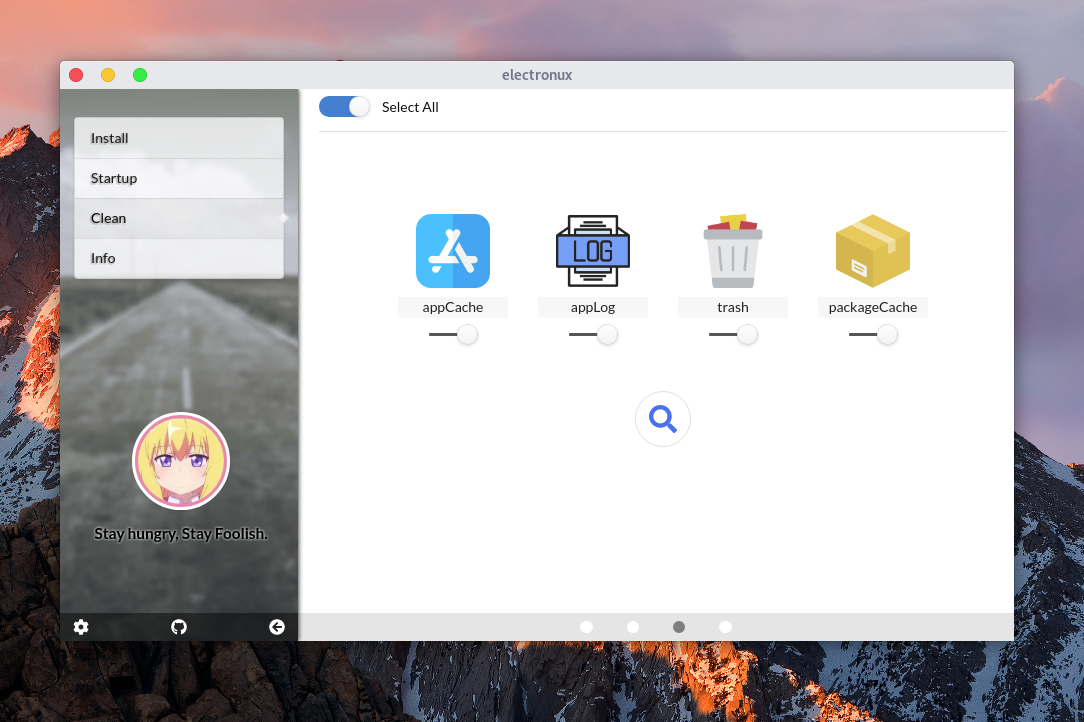 electronux
Select All
Install
Startup
Clean
Info
LOG
appCache
appLog
trash
packageCache
Stay hungry, Stay Foolish.